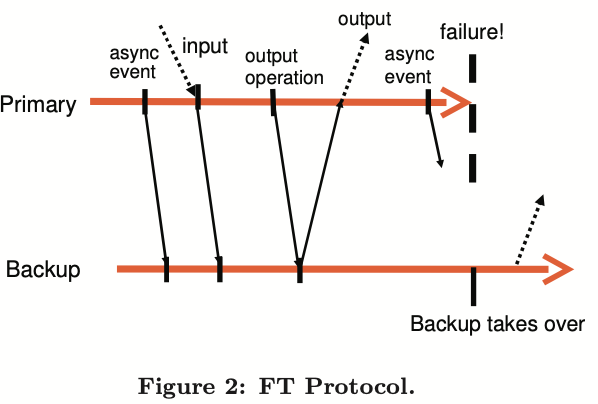 output
failure!
input
async
event
output
operation
async
event
Primary
Backup
Backup takes over
Figure 2: FT Protocol.